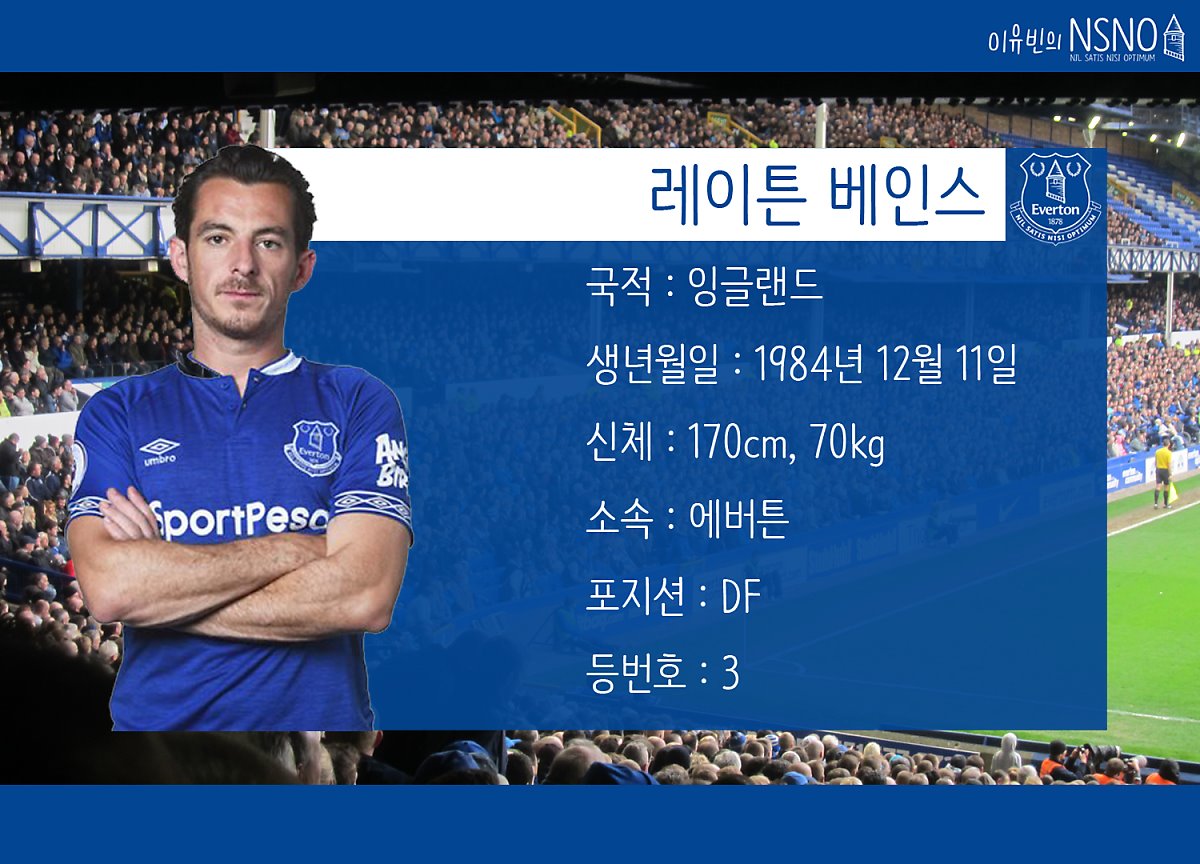 이유빈의 NSNO
NIL SATIS NISI OPTIMUM
레이튼 베인스
Everton
1878
NIL SATIS NISI OPTIMUM
국적 : 잉글랜드
생년월일 : 1984년 12월 11일
신체 : 170cm, 70kg
소속 : 에버튼
포지션 : DF
등번호 : 3
umbro
Everton
ANG
BIR
SportPesa